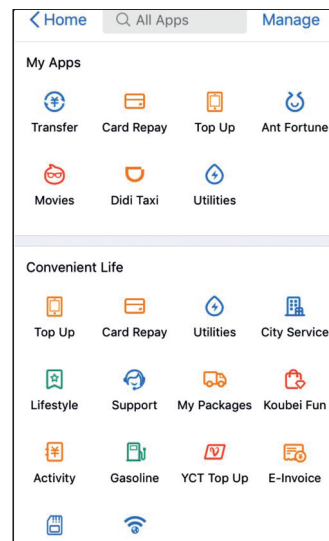 Home All Apps Manage
My Apps
Transfer Card Repay Top Up Ant Fortune
Movies Didi Taxi Utilities
Convenient Life
Top Up Card Repay Utilities City Service
Lifestyle Support My Packages Koubei Fun
Activity Gasoline YCT Top Up E-Invoice